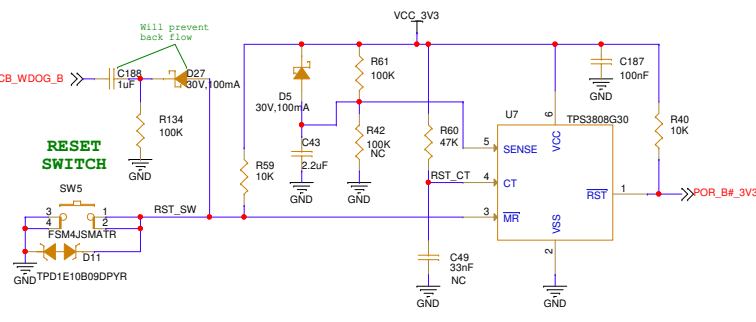 VCC_3V3
Will prevent
back flow
CB_WDOG_B
C188
1uF
D27
30V,100mA
R134
100K
GND
D5
30V,100mA
R61
100K
C43
2.2uF
GND
R42
100K
NC
GND
R60
47K
C187
100nF
GND
U7
TPS3808G30
6
VCC
5
SENSE
RST_CT
4
CT
3
MR
RST
1
VSS
2
GND
R40
10K
POR_B#_3V3
R59
10K
RESET
SWITCH
SW5
RST_SW
3
1
4
2
FSM4JSMATR
D11
GND
TPD1E10B09DPYR
C49
33nF
NC
GND